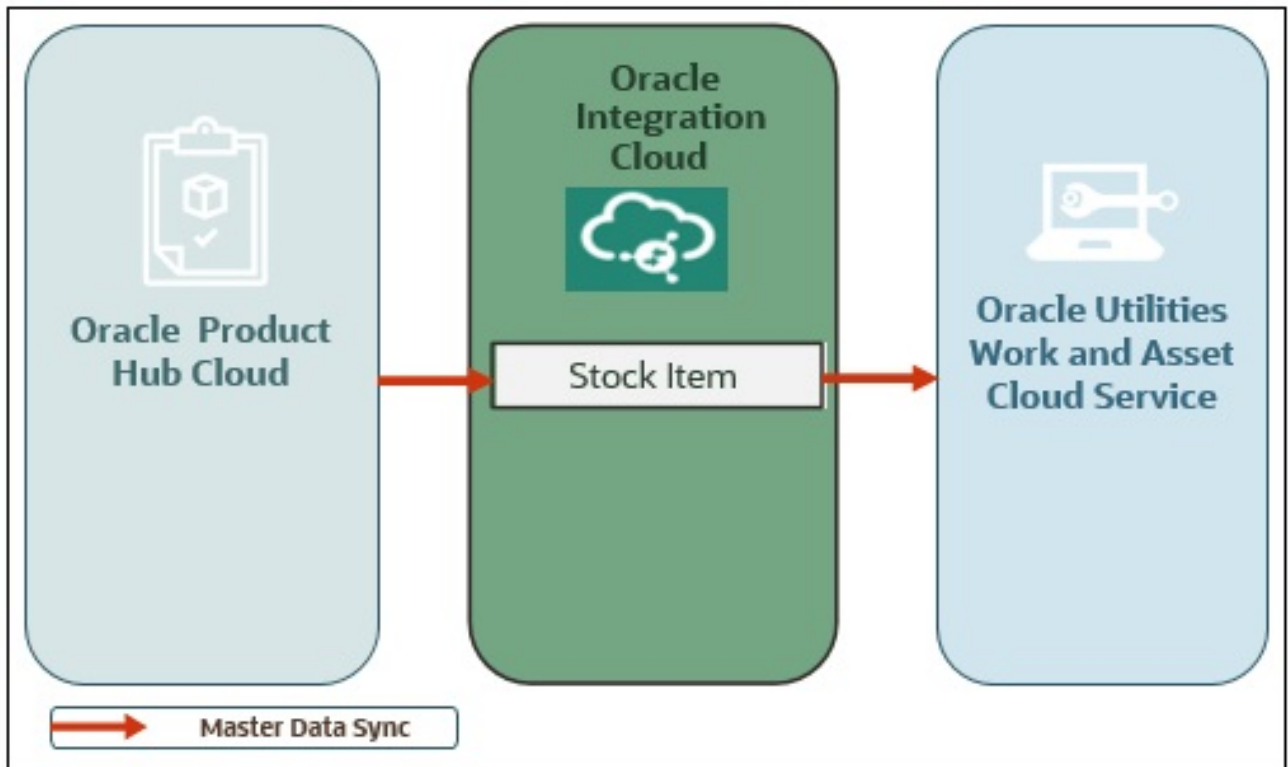 Oracle Product
Hub Cloud
Oracle
Integration
Cloud
Stock Item
Oracle Utilities
Work and Asset
Cloud Service
Master Data Sync